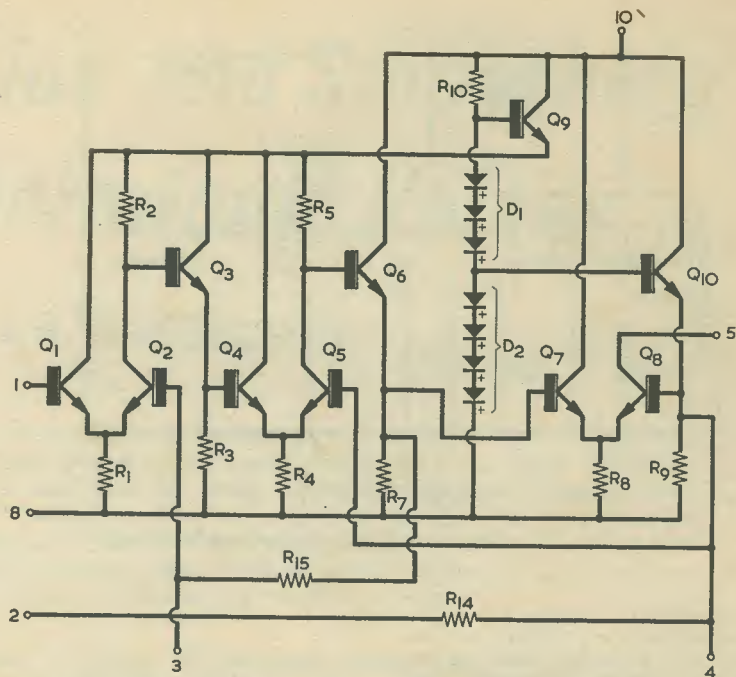 10
R10
Q9
R2
R5
D1
Q3
Q6
Q10
Q1
Q2
Q4
Q5
D2
Q7
Q8
5
1
R1
R3
R4
R7
R8
R9
8
R15
R14
2
3
4
+
+
+
+
+
+
+